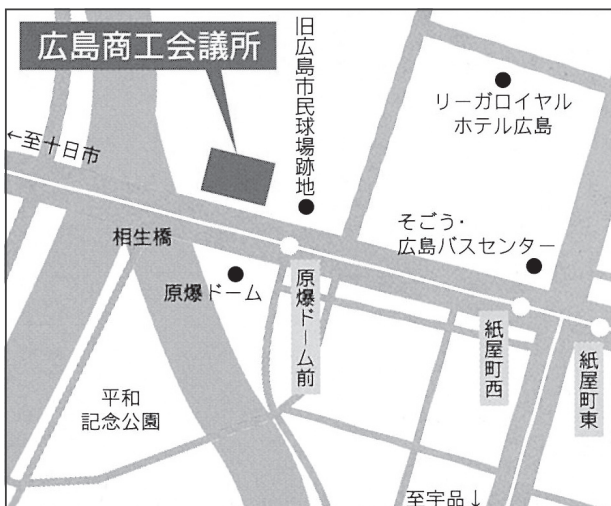 広島商工会議所
旧広島市民球場跡地
リーガロイヤル
ホテル広島
←至十日市
そごう・
広島バスセンター
相生橋
原爆ドーム
原爆ドーム前
紙屋町西
紙屋町東
平和
記念公園
至宇品↓